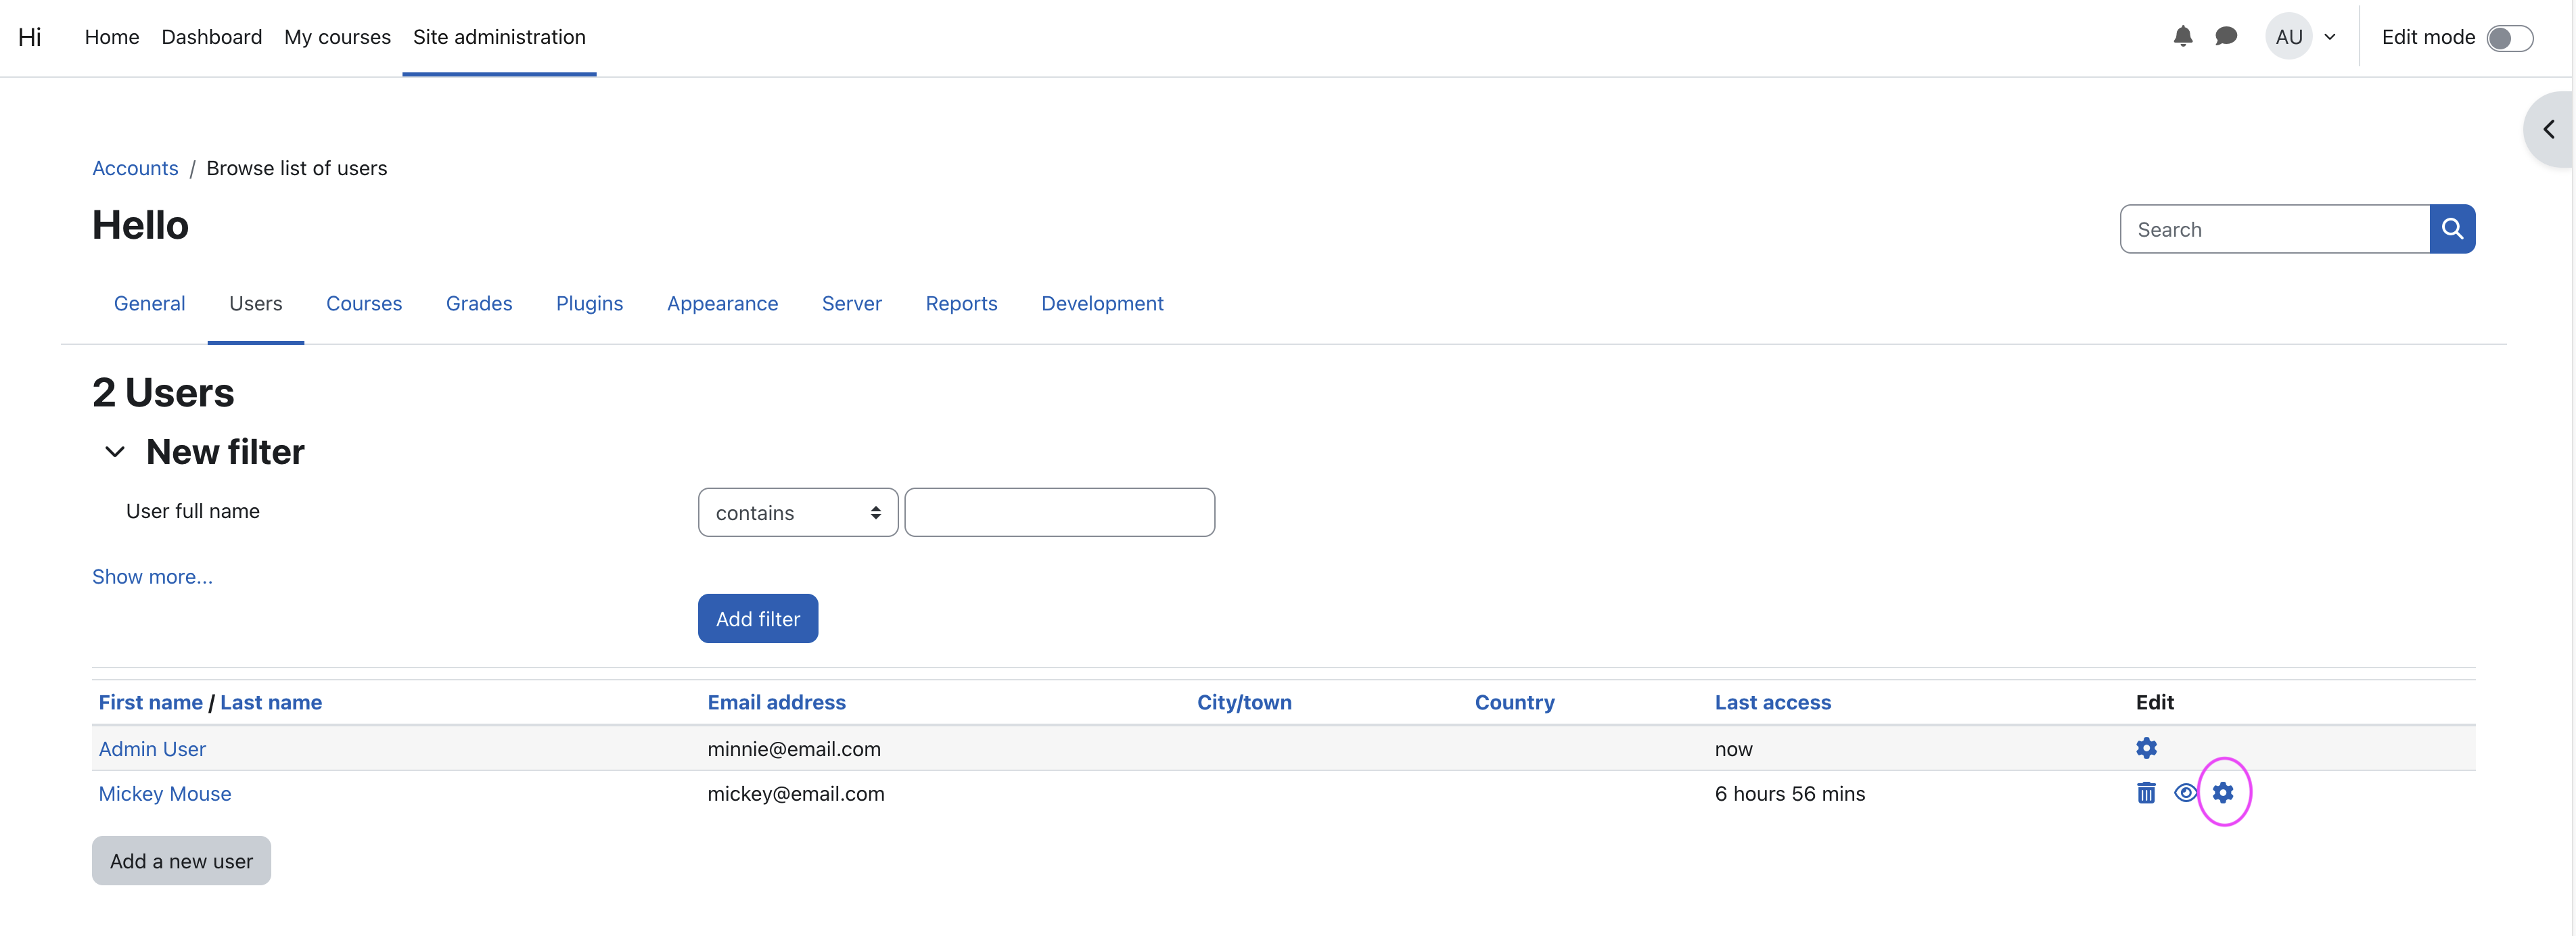 Hi Home Dashboard My courses Site administration AU Edit mode
Accounts / Browse list of users
Hello
Search
General Users Courses Grades Plugins Appearance Server Reports Development
2 Users
New filter
User full name contains
Show more...
Add filter
First name / Last name Email address City/town Country Last access Edit
Admin User minnie@email.com now
Mickey Mouse mickey@email.com 6 hours 56 mins
Add a new user